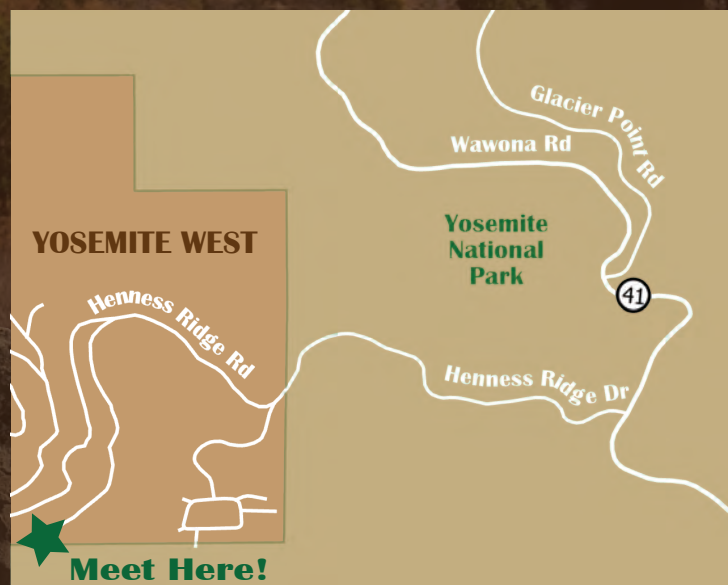 Glacier Point Rd
Wawona Rd
Yosemite
National
Park
YOSEMITE WEST
41
Henness Ridge Rd
Henness Ridge Dr
Meet Here!